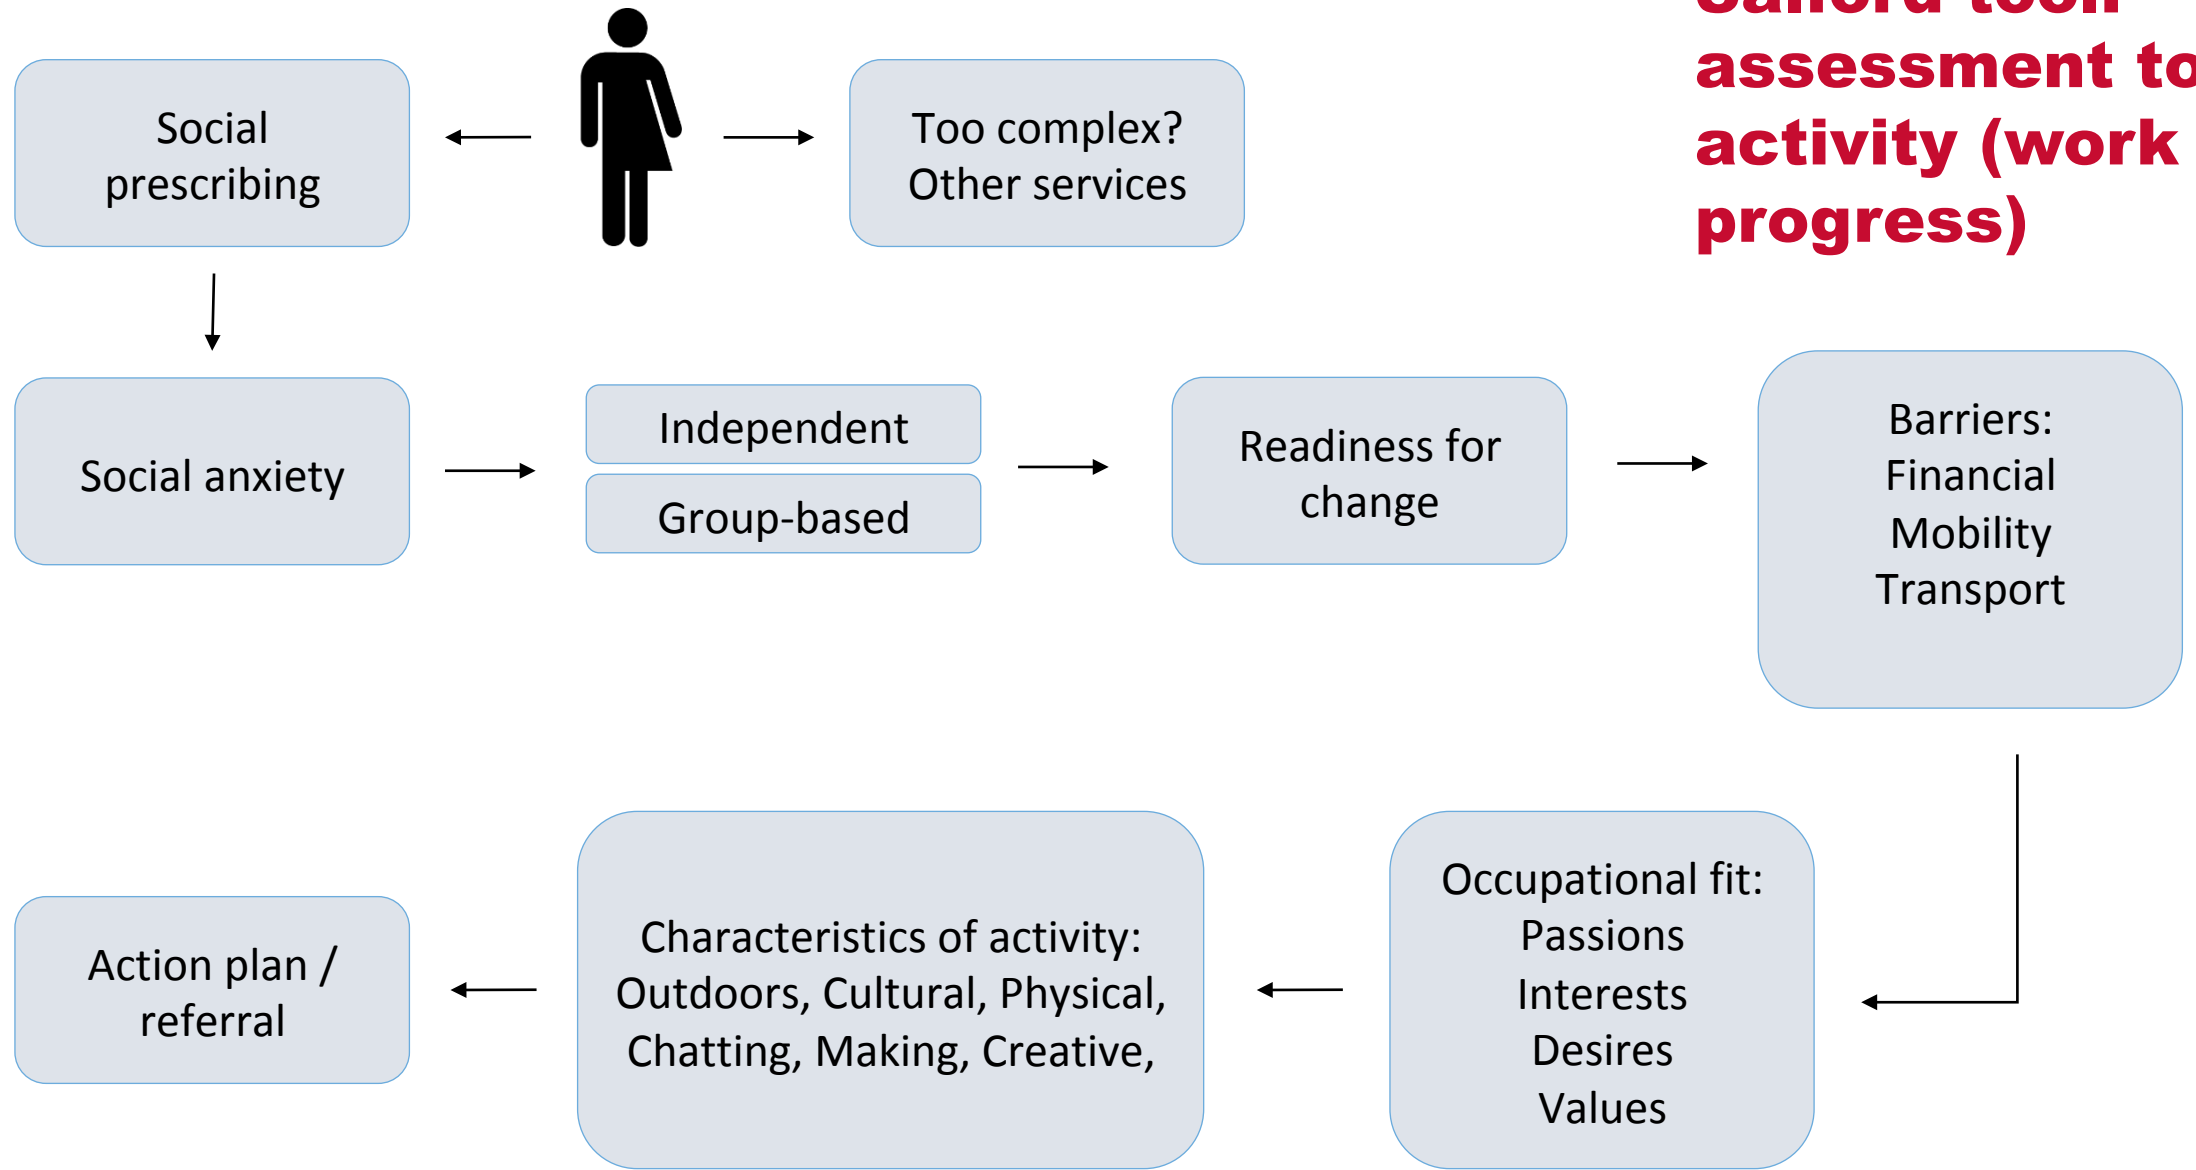 assessment to
activity (work
progress)
Social
prescribing
Too complex?
Other services
Social anxiety
Independent
Group-based
Readiness for
change
Barriers:
Financial
Mobility
Transport
Occupational fit:
Passions
Interests
Desires
Values
Characteristics of activity:
Outdoors, Cultural, Physical,
Chatting, Making, Creative,
Action plan /
referral